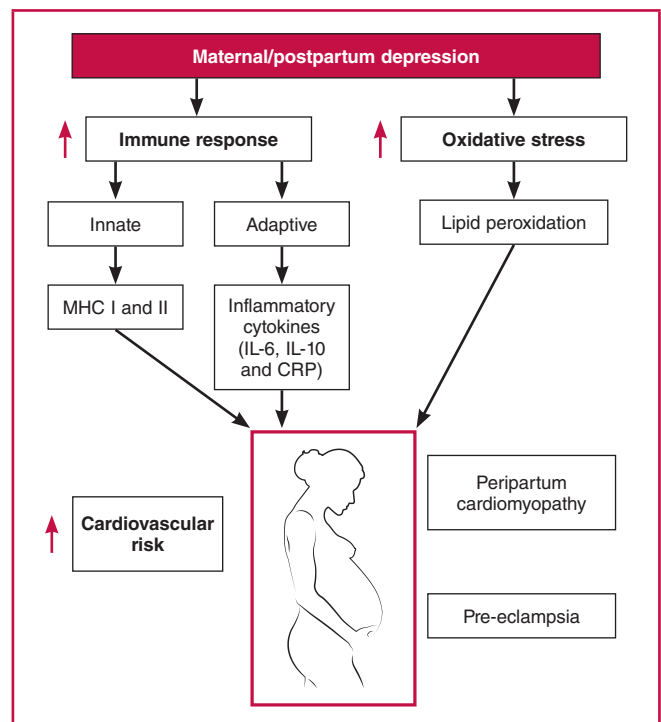 Maternal/postpartum depression
Immune response
Oxidative stress
Innate
Adaptive
Lipid peroxidation
MHC I and II
Inflammatory
cytokines
(IL-6, IL-10
and CRP)
Peripartum
cardiomyopathy
Cardiovascular
risk
Pre-eclampsia